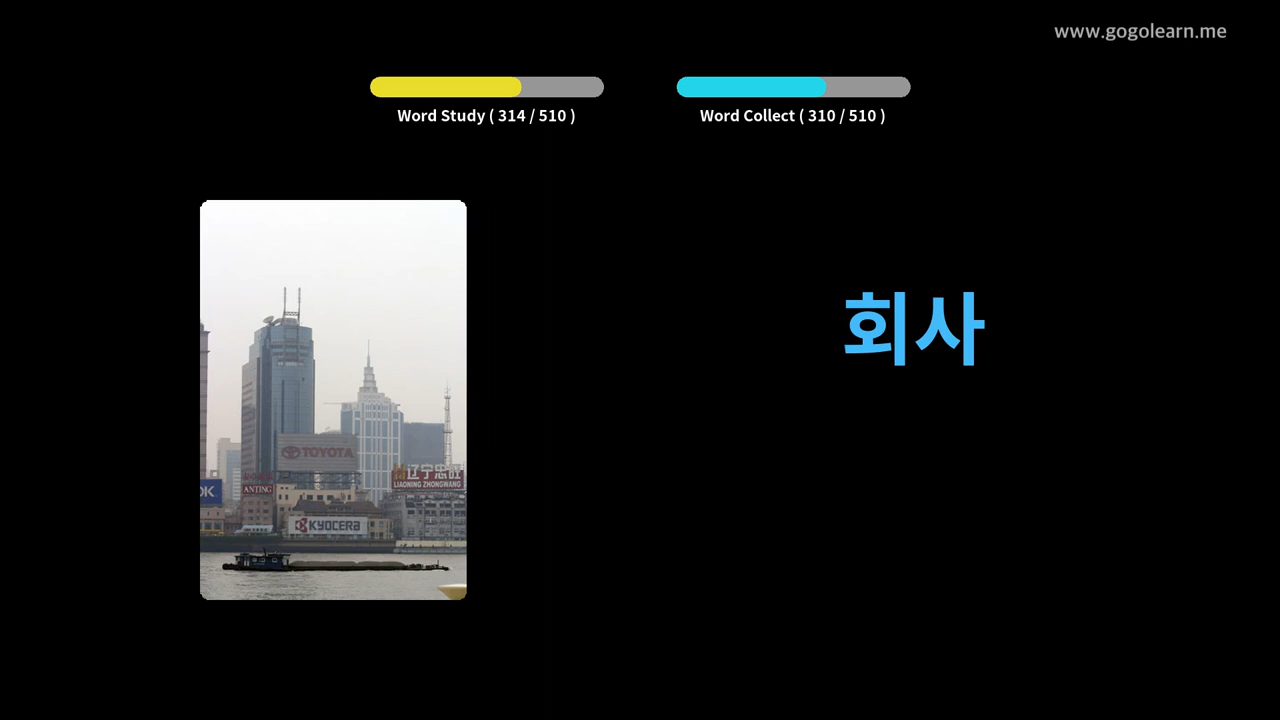 www.gogolearn.me
Word Study ( 314 / 510 )
Word Collect ( 310 / 510 )
회사
TOYOTA
辽宁忠旺
LIAONING ZHONGWANG
ANTING
OK
KYOCERA